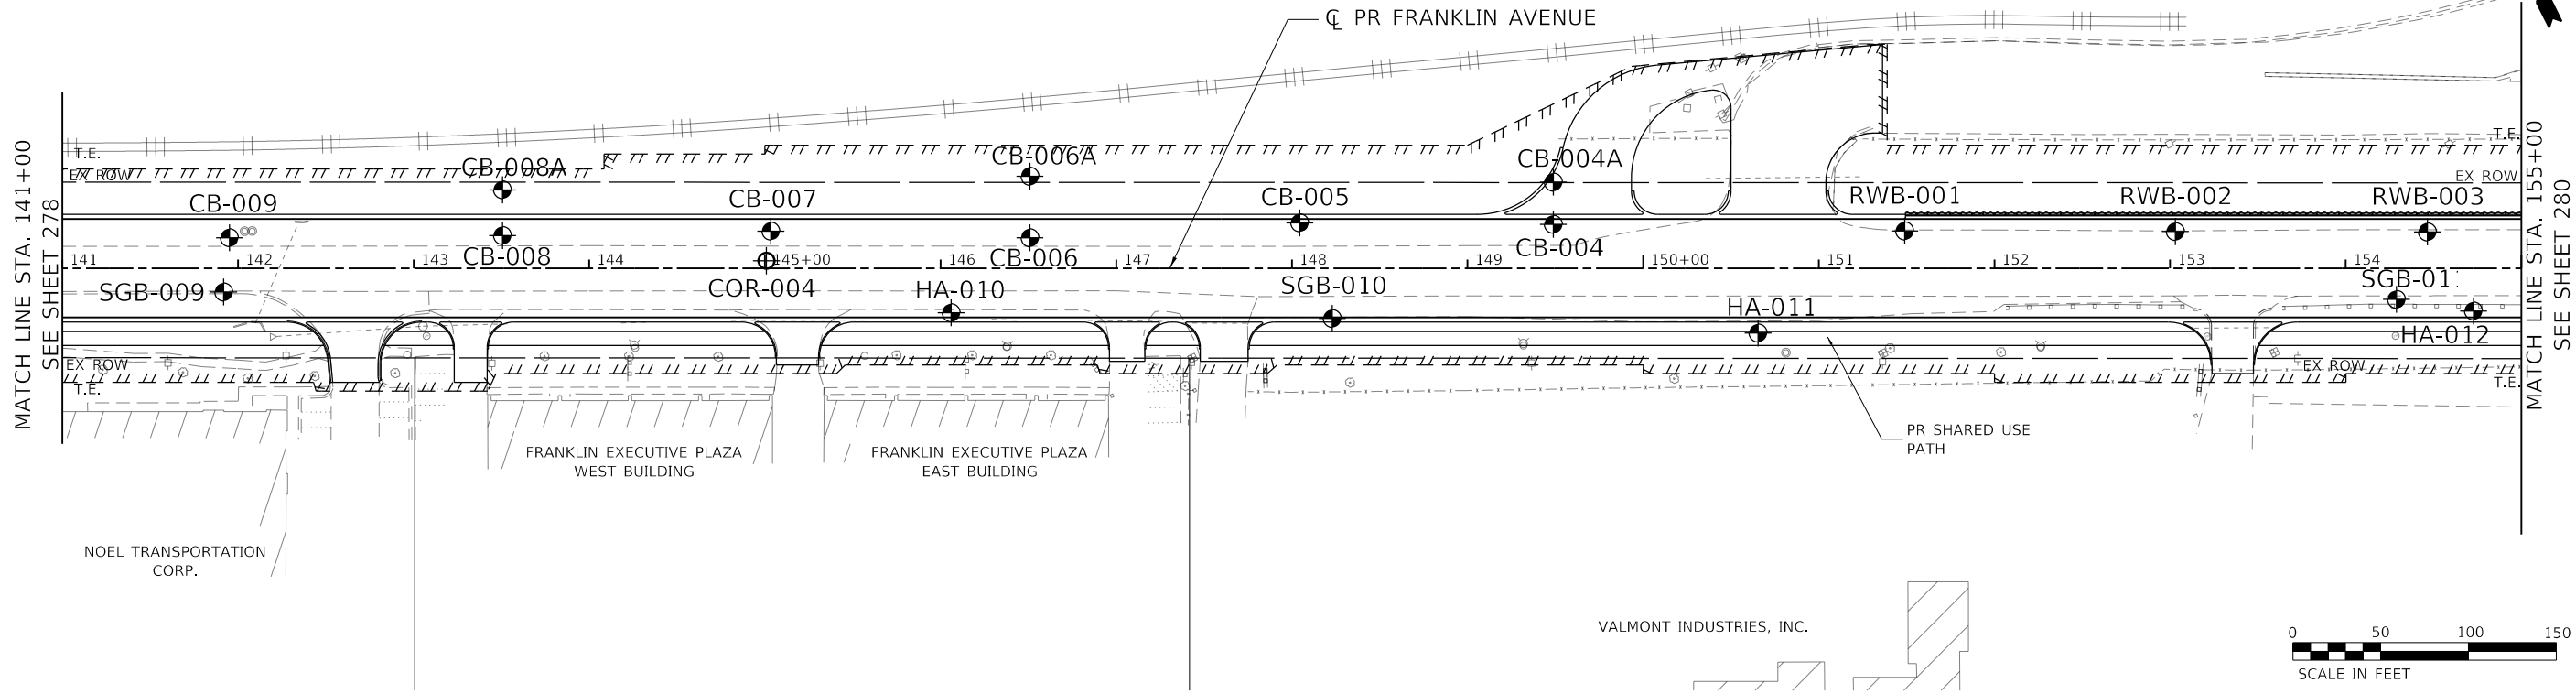 ℄ PR FRANKLIN AVENUE
MATCH LINE STA. 141+00
SEE SHEET 278
T.E.
EX ROW
CB-008A
CB-006A
CB-004A
T.E.
EX ROW
CB-009
CB-007
CB-005
RWB-001
RWB-002
RWB-003
CB-008
CB-006
CB-004
141
142
143
144
145+00
146
147
148
149
150+00
151
152
153
154
SGB-009
COR-004
HA-010
SGB-010
HA-011
SGB-011
HA-012
EX ROW
T.E.
EX ROW
T.E.
MATCH LINE STA. 155+00
SEE SHEET 280
FRANKLIN EXECUTIVE PLAZA
WEST BUILDING
FRANKLIN EXECUTIVE PLAZA
EAST BUILDING
PR SHARED USE
PATH
NOEL TRANSPORTATION
CORP.
VALMONT INDUSTRIES, INC.
0 50 100 150
SCALE IN FEET